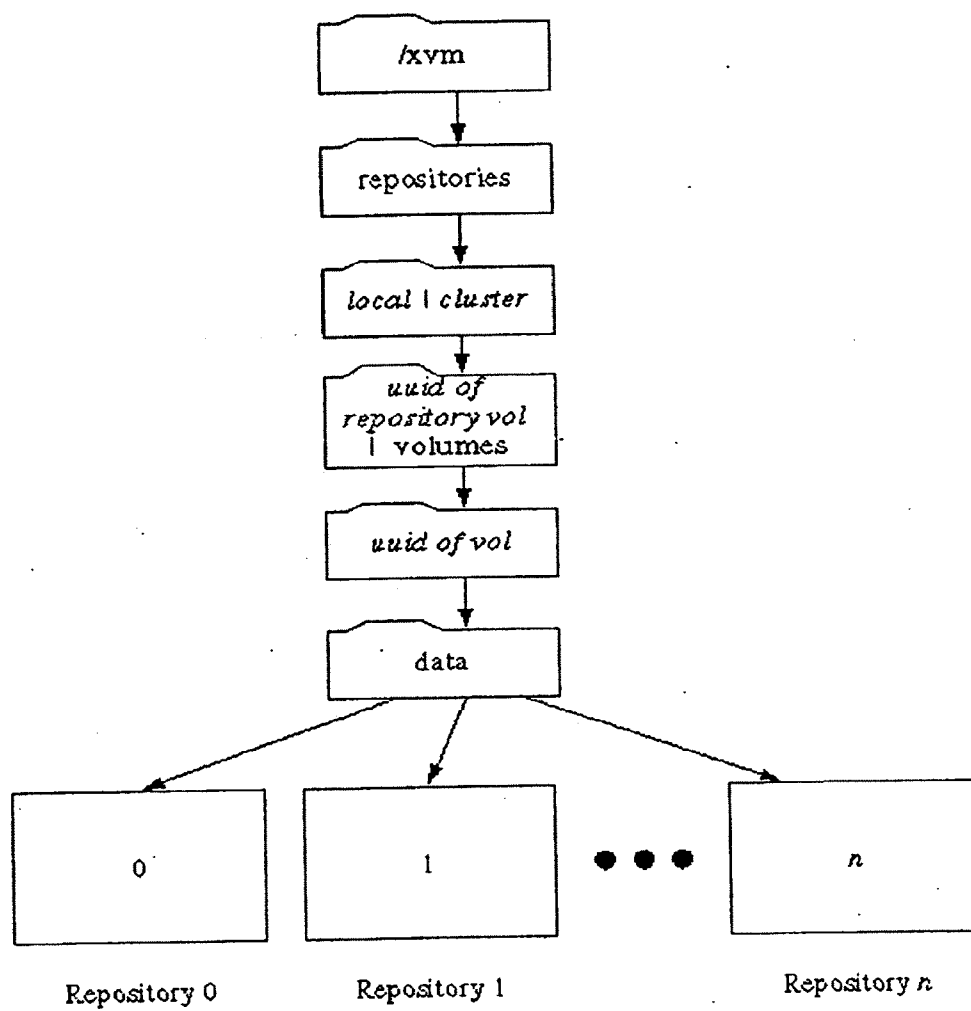 /xvm
repositories
local | cluster
uuid of
repository vol
| volumes
uuid of vol
data
0
1
n
Repository 0
Repository 1
Repository n